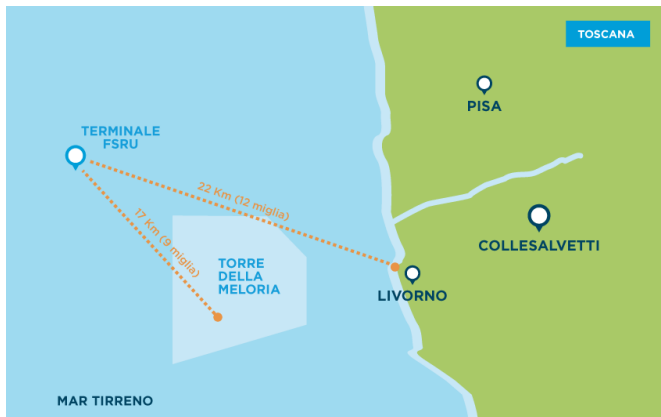 TOSCANA
PISA
TERMINALE
FSRU
22 Km (12 miglia)
17 Km (9 miglia)
COLLESALVETTI
TORRE
DELLA
MELORIA
LIVORNO
MAR TIRRENO